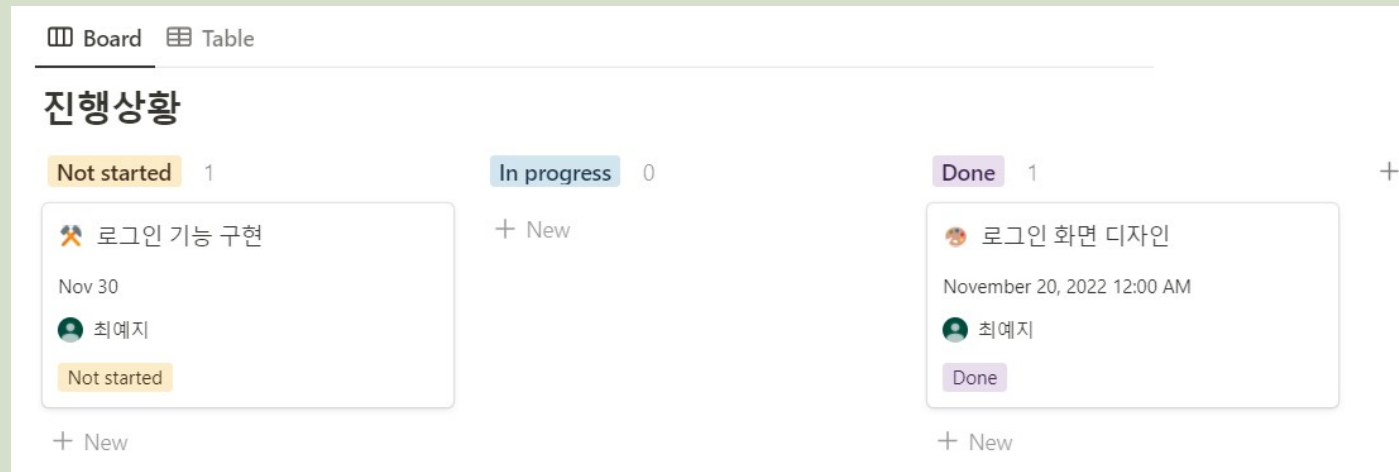 Board Table
진행상황
Not started 1
In progress 0
Done 1
로그인 기능 구현
Nov 30
최예지
Not started
+ New
+ New
로그인 화면 디자인
November 20, 2022 12:00 AM
최예지
Done
+ New
+